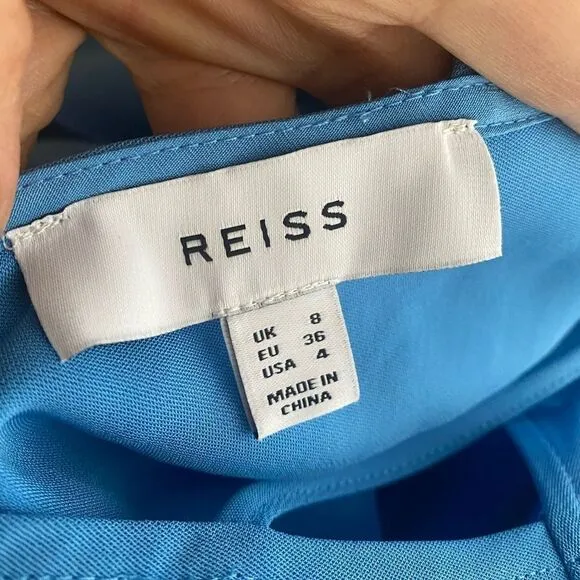 REISS
UK 8
EU 36
USA 4
MADE IN
CHINA